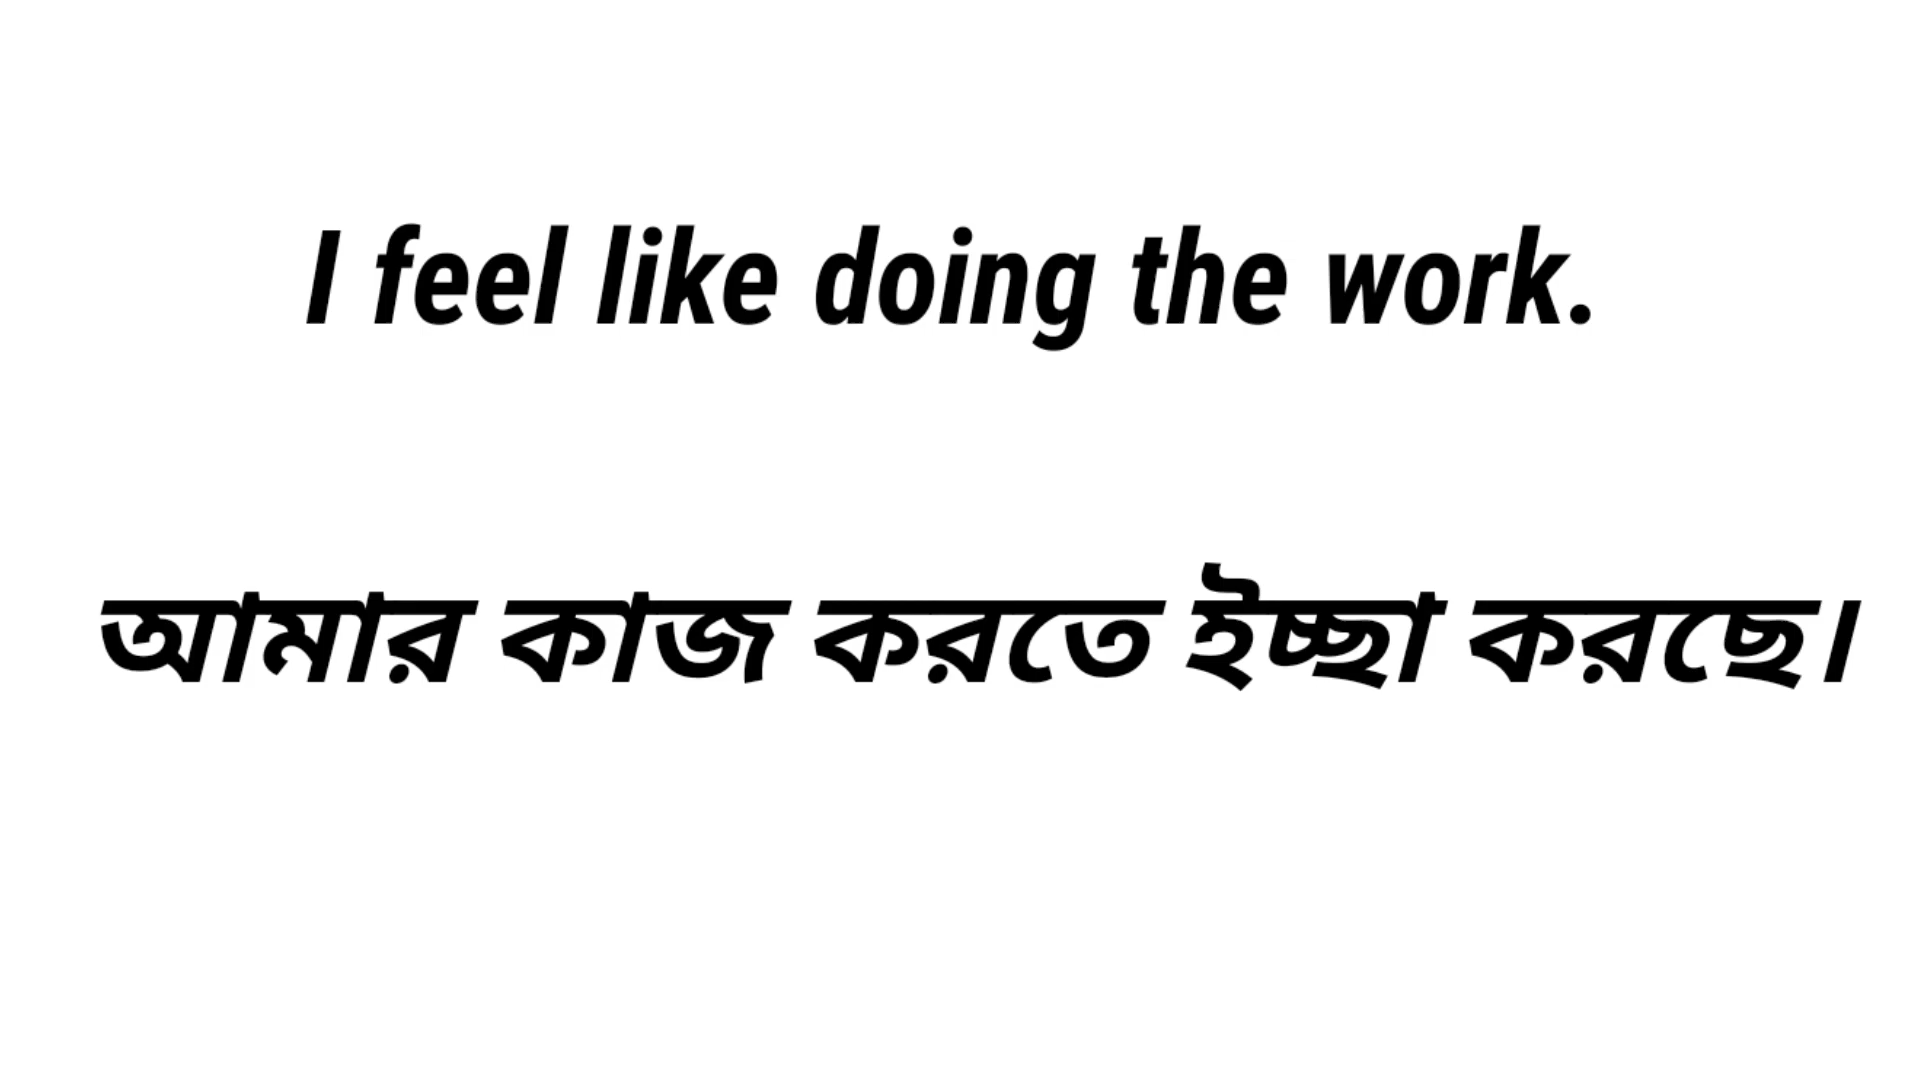 I feel like doing the work.
আমার কাজ করতে ইচ্ছা করছে।